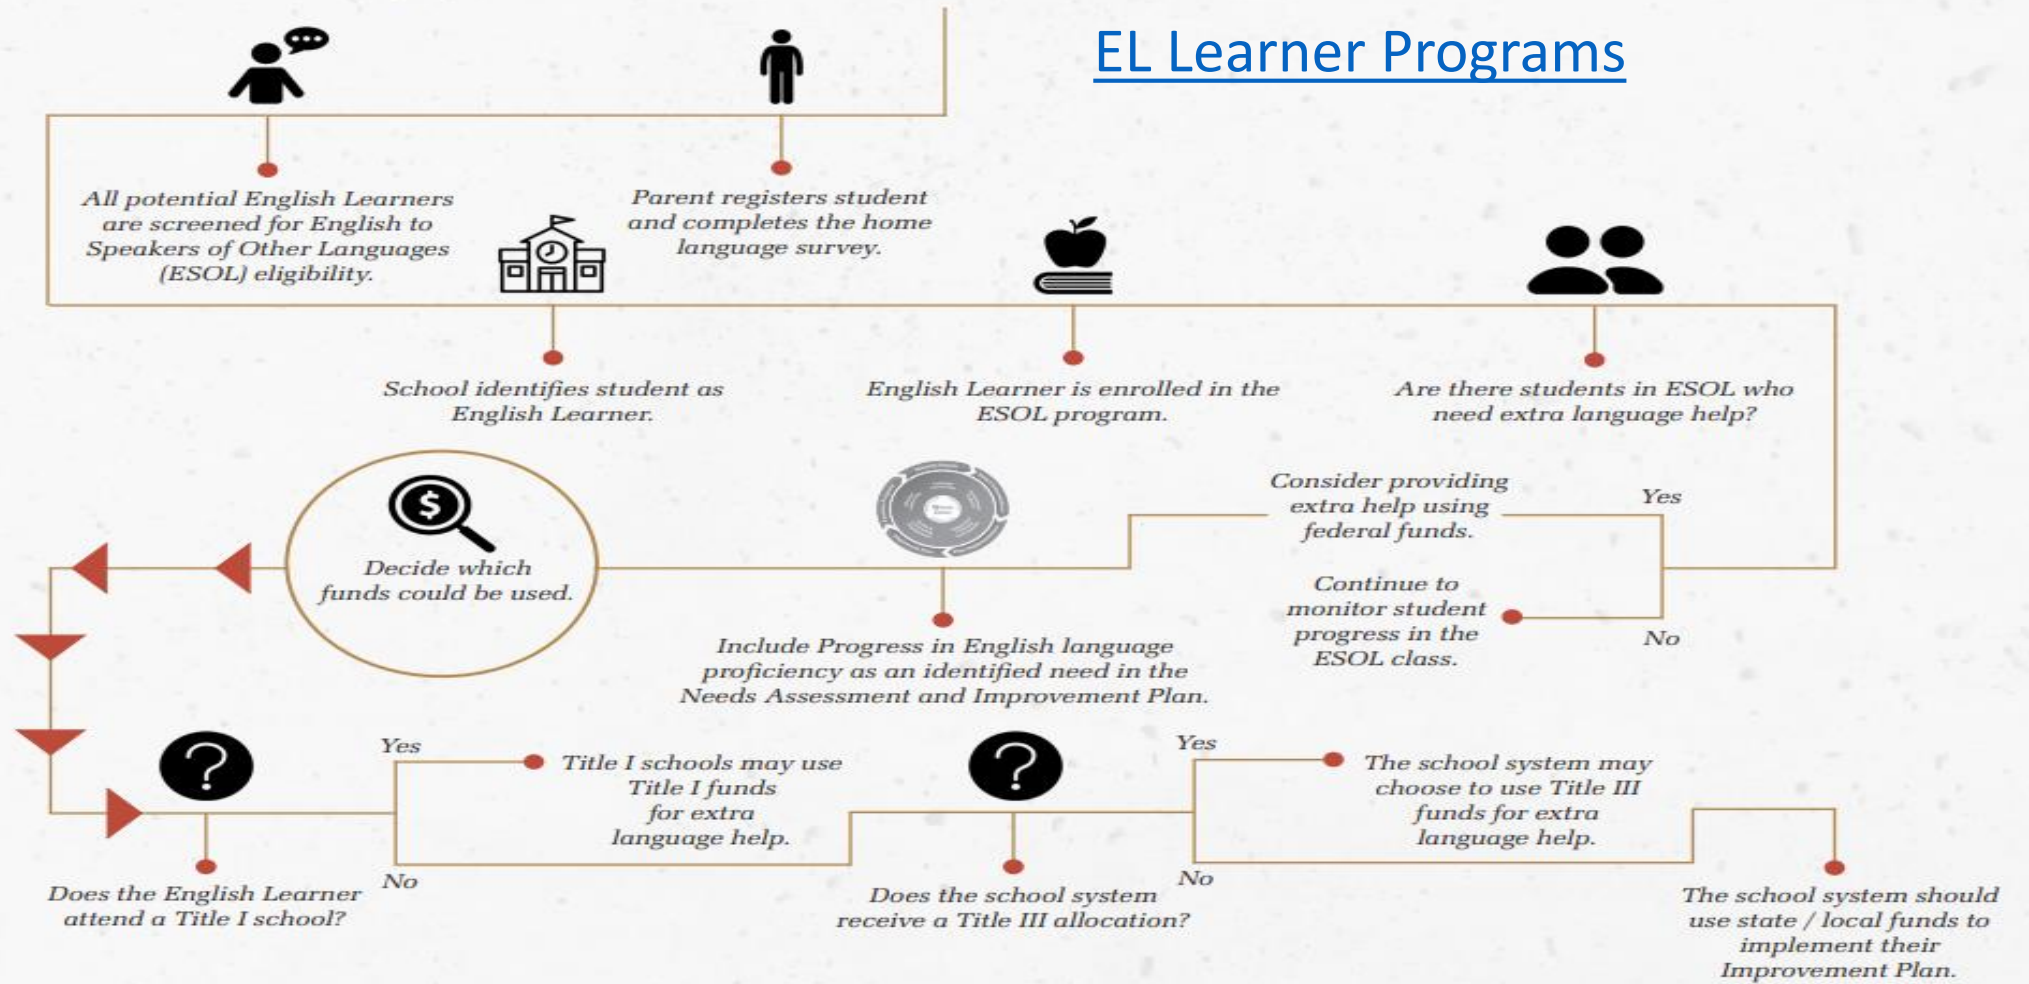 EL Learner Programs
All potential English Learners
are screened for English to
Speakers of Other Languages
(ESOL) eligibility.
Parent registers student
and completes the home
language survey.
School identifies student as
English Learner.
English Learner is enrolled in the
ESOL program.
Are there students in ESOL who
need extra language help?
$
Decide which
funds could be used.
Include Progress in English language
proficiency as an identified need in the
Needs Assessment and Improvement Plan.
Consider providing
extra help using
federal funds.
Yes
Continue to
monitor student
progress in the
ESOL class.
No
?
Does the English Learner
attend a Title I school?
Yes
Title I schools may use
Title I funds
for extra
language help.
No
?
Does the school system
receive a Title III allocation?
Yes
The school system may
choose to use Title III
funds for extra
language help.
No
The school system should
use state / local funds to
implement their
Improvement Plan.